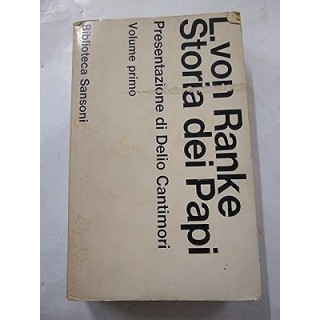 L. von Ranke
Storia dei Papi
Presentazione di Delio Cantimori
Volume primo
Biblioteca Sansoni